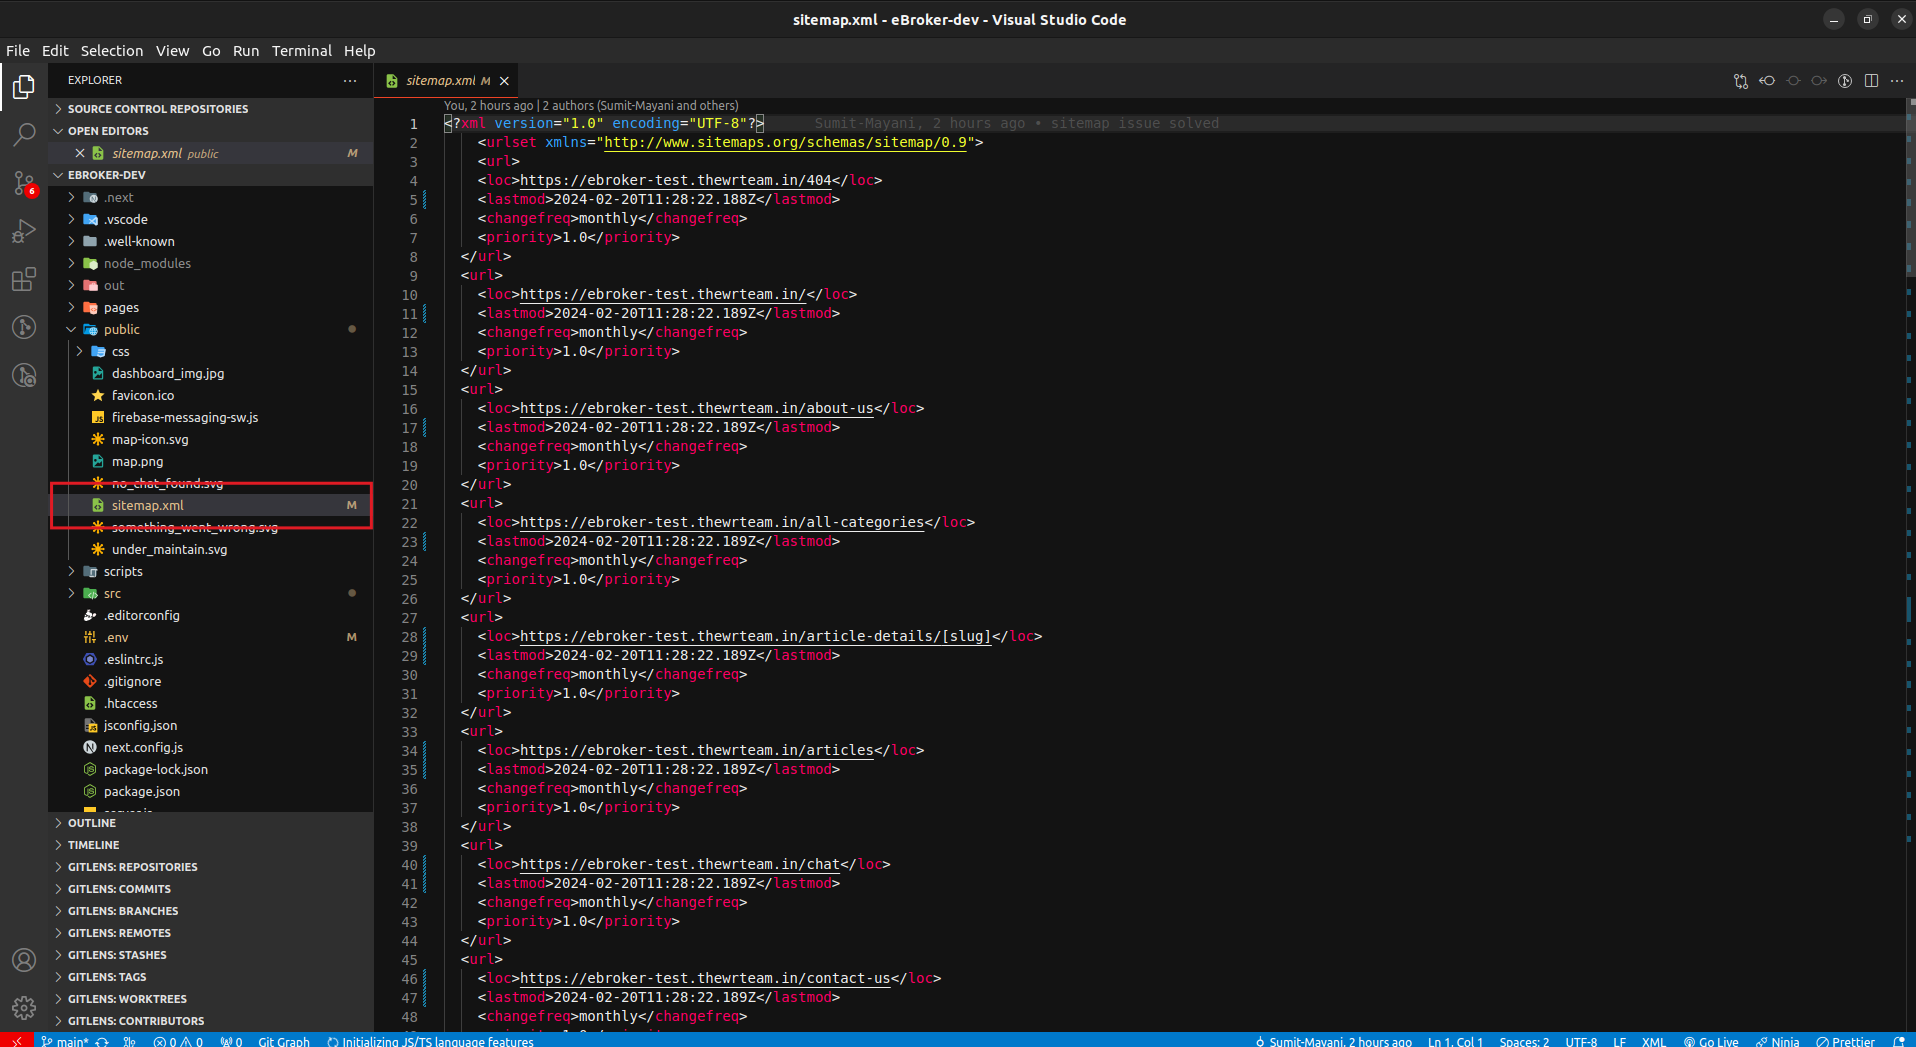 sitemap.xml - eBroker-dev - Visual Studio Code
File Edit Selection View Go Run Terminal Help
EXPLORER
SOURCE CONTROL REPOSITORIES
OPEN EDITORS
sitemap.xml public M
EBROKER-DEV
.next
.vscode
.well-known
node_modules
out
pages
public
css
dashboard_img.jpg
favicon.ico
firebase-messaging-sw.js
map-icon.svg
map.png
no_chat_found.svg
sitemap.xml M
something_went_wrong.svg
under_maintain.svg
scripts
src
.editorconfig
.env M
.eslintrc.js
.gitignore
.htaccess
jsconfig.json
next.config.js
package-lock.json
package.json
OUTLINE
TIMELINE
GITLENS: REPOSITORIES
GITLENS: COMMITS
GITLENS: BRANCHES
GITLENS: REMOTES
GITLENS: STASHES
GITLENS: TAGS
GITLENS: WORKTREES
GITLENS: CONTRIBUTORS
6
sitemap.xml M
You, 2 hours ago | 2 authors (Sumit-Mayani and others)
1 <?xml version="1.0" encoding="UTF-8"?> Sumit-Mayani, 2 hours ago • sitemap issue solved
2 <urlset xmlns="http://www.sitemaps.org/schemas/sitemap/0.9">
3 <url>
4 <loc>https://ebroker-test.thewrteam.in/404</loc>
5 <lastmod>2024-02-20T11:28:22.188Z</lastmod>
6 <changefreq>monthly</changefreq>
7 <priority>1.0</priority>
8 </url>
9 <url>
10 <loc>https://ebroker-test.thewrteam.in/</loc>
11 <lastmod>2024-02-20T11:28:22.189Z</lastmod>
12 <changefreq>monthly</changefreq>
13 <priority>1.0</priority>
14 </url>
15 <url>
16 <loc>https://ebroker-test.thewrteam.in/about-us</loc>
17 <lastmod>2024-02-20T11:28:22.189Z</lastmod>
18 <changefreq>monthly</changefreq>
19 <priority>1.0</priority>
20 </url>
21 <url>
22 <loc>https://ebroker-test.thewrteam.in/all-categories</loc>
23 <lastmod>2024-02-20T11:28:22.189Z</lastmod>
24 <changefreq>monthly</changefreq>
25 <priority>1.0</priority>
26 </url>
27 <url>
28 <loc>https://ebroker-test.thewrteam.in/article-details/[slug]</loc>
29 <lastmod>2024-02-20T11:28:22.189Z</lastmod>
30 <changefreq>monthly</changefreq>
31 <priority>1.0</priority>
32 </url>
33 <url>
34 <loc>https://ebroker-test.thewrteam.in/articles</loc>
35 <lastmod>2024-02-20T11:28:22.189Z</lastmod>
36 <changefreq>monthly</changefreq>
37 <priority>1.0</priority>
38 </url>
39 <url>
40 <loc>https://ebroker-test.thewrteam.in/chat</loc>
41 <lastmod>2024-02-20T11:28:22.189Z</lastmod>
42 <changefreq>monthly</changefreq>
43 <priority>1.0</priority>
44 </url>
45 <url>
46 <loc>https://ebroker-test.thewrteam.in/contact-us</loc>
47 <lastmod>2024-02-20T11:28:22.189Z</lastmod>
48 <changefreq>monthly</changefreq>
main* 0 0 0 Git Graph Initializing JS/TS language features Sumit-Mayani, 2 hours ago Ln 1, Col 1 Spaces: 2 UTF-8 LF XML Go Live Ninja Prettier